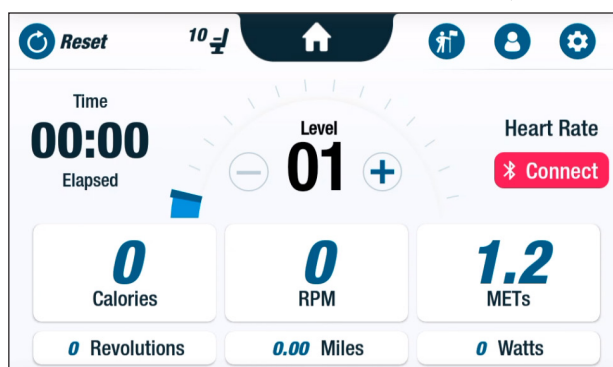 Reset
10
Time
00:00
Elapsed
Level
01
Heart Rate
Connect
0
Calories
0
RPM
1.2
METs
0 Revolutions
0.00 Miles
0 Watts